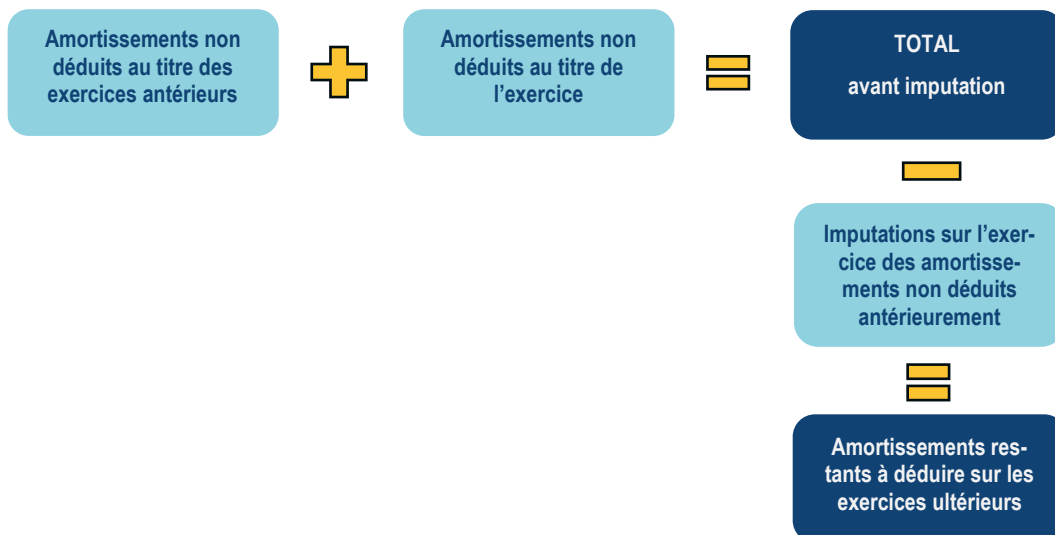 Amortissements non
déduits au titre des
exercices antérieurs
Amortissements non
déduits au titre de
l’exercice
TOTAL
avant imputation
Imputations sur l’exer-
cice des amortisse-
ments non déduits
antérieurement
Amortissements res-
tants à déduire sur les
exercices ultérieurs